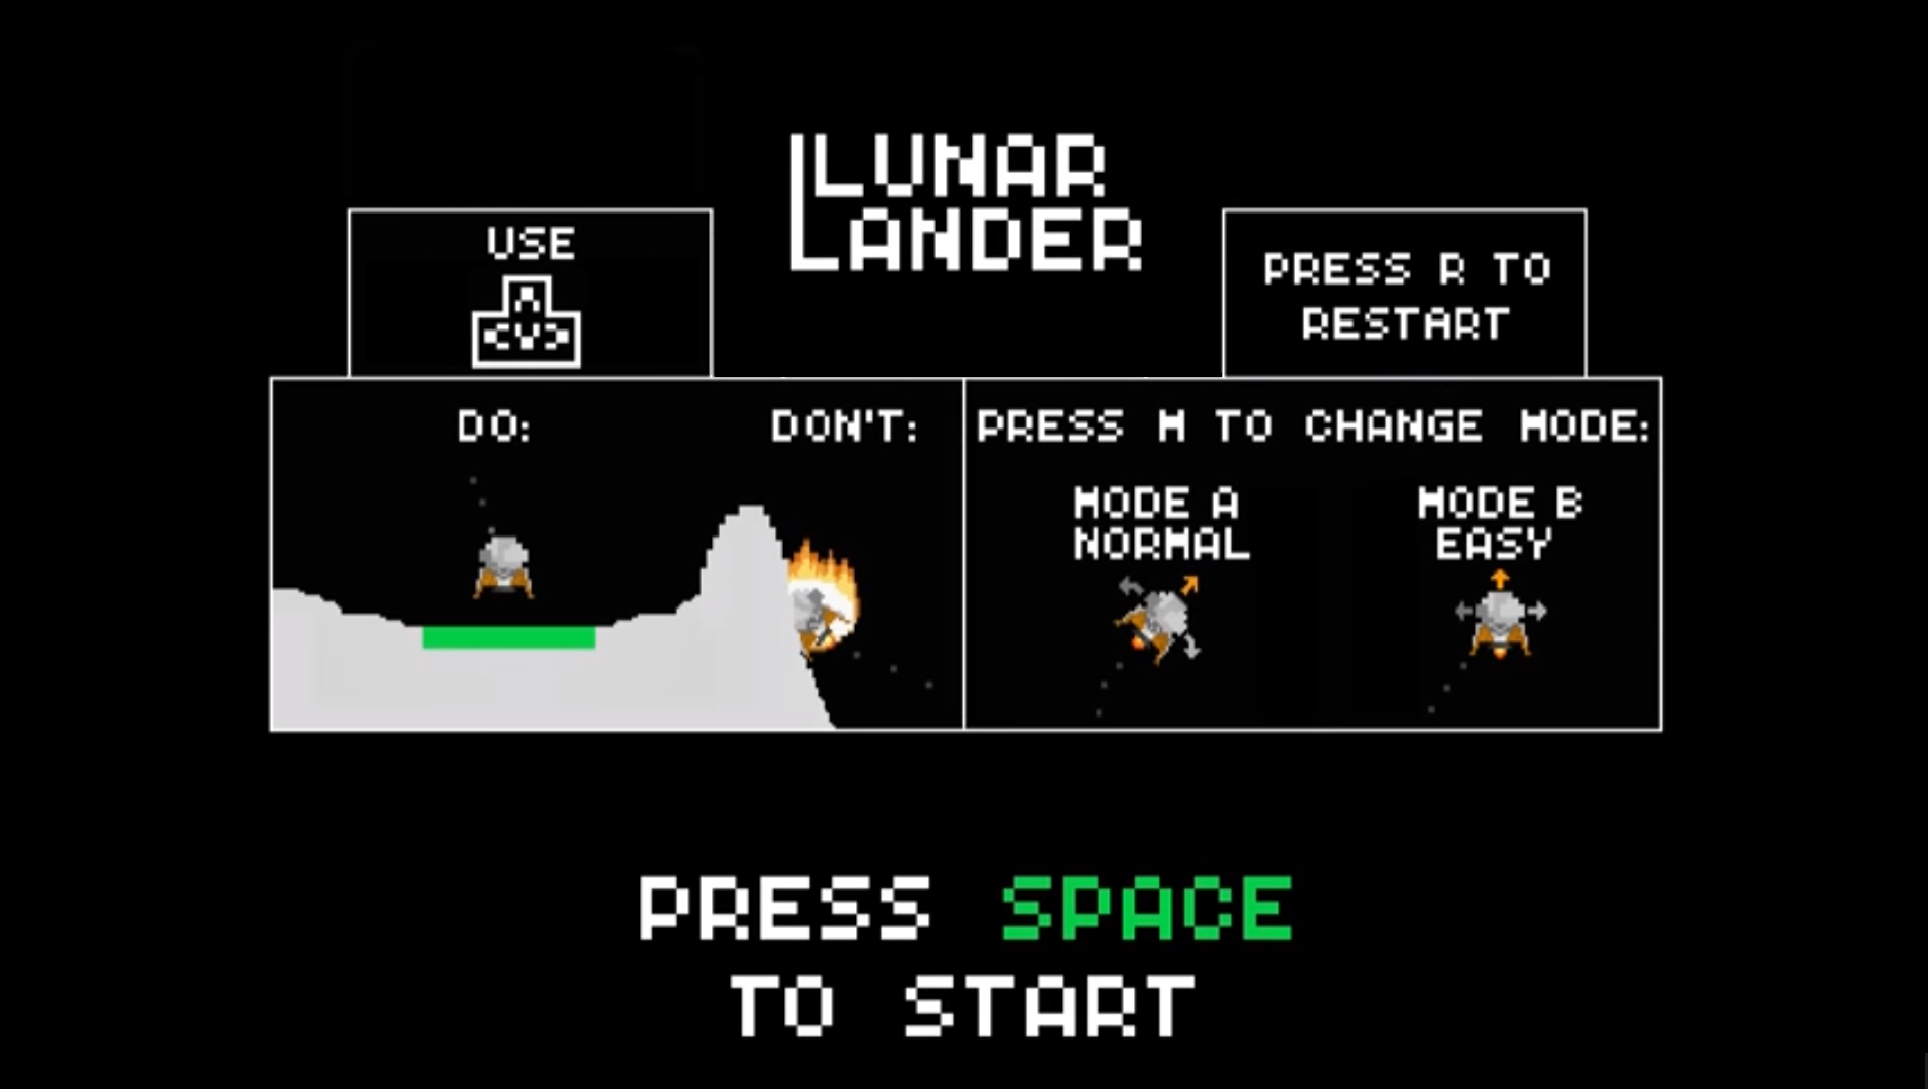 LUNAR
LANDER
USE
PRESS R TO
RESTART
DO:
DON'T:
PRESS M TO CHANGE MODE:
MODE A
NORMAL
MODE B
EASY
PRESS SPACE
TO START